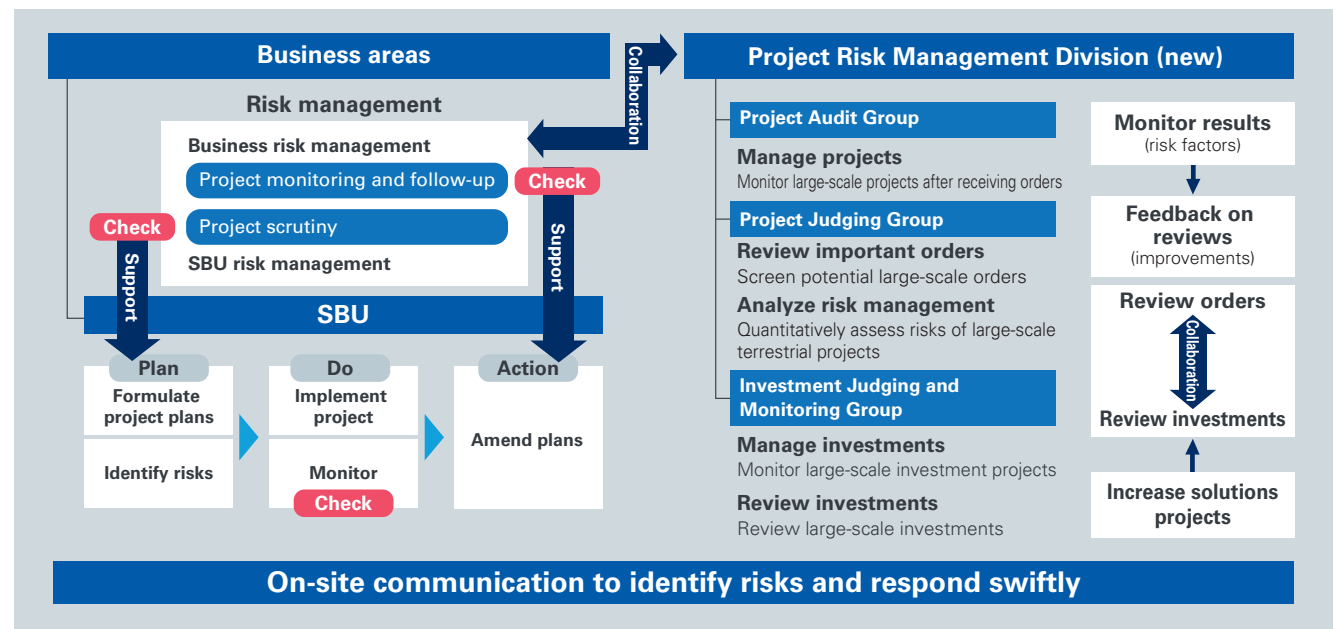 Business areas
Collaboration
Project Risk Management Division (new)
Risk management
Business risk management
Project monitoring and follow-up
Check
Check
Project scrutiny
SBU risk management
Support
Support
SBU
Plan
Formulate
project plans
Identify risks
Do
Implement
project
Monitor
Check
Action
Amend plans
Project Audit Group
Manage projects
Monitor large-scale projects after receiving orders
Project Judging Group
Review important orders
Screen potential large-scale orders
Analyze risk management
Quantitatively assess risks of large-scale
terrestrial projects
Investment Judging and
Monitoring Group
Manage investments
Monitor large-scale investment projects
Review investments
Review large-scale investments
Monitor results
(risk factors)
Feedback on
reviews
(improvements)
Review orders
Collaboration
Review investments
Increase solutions
projects
On-site communication to identify risks and respond swiftly